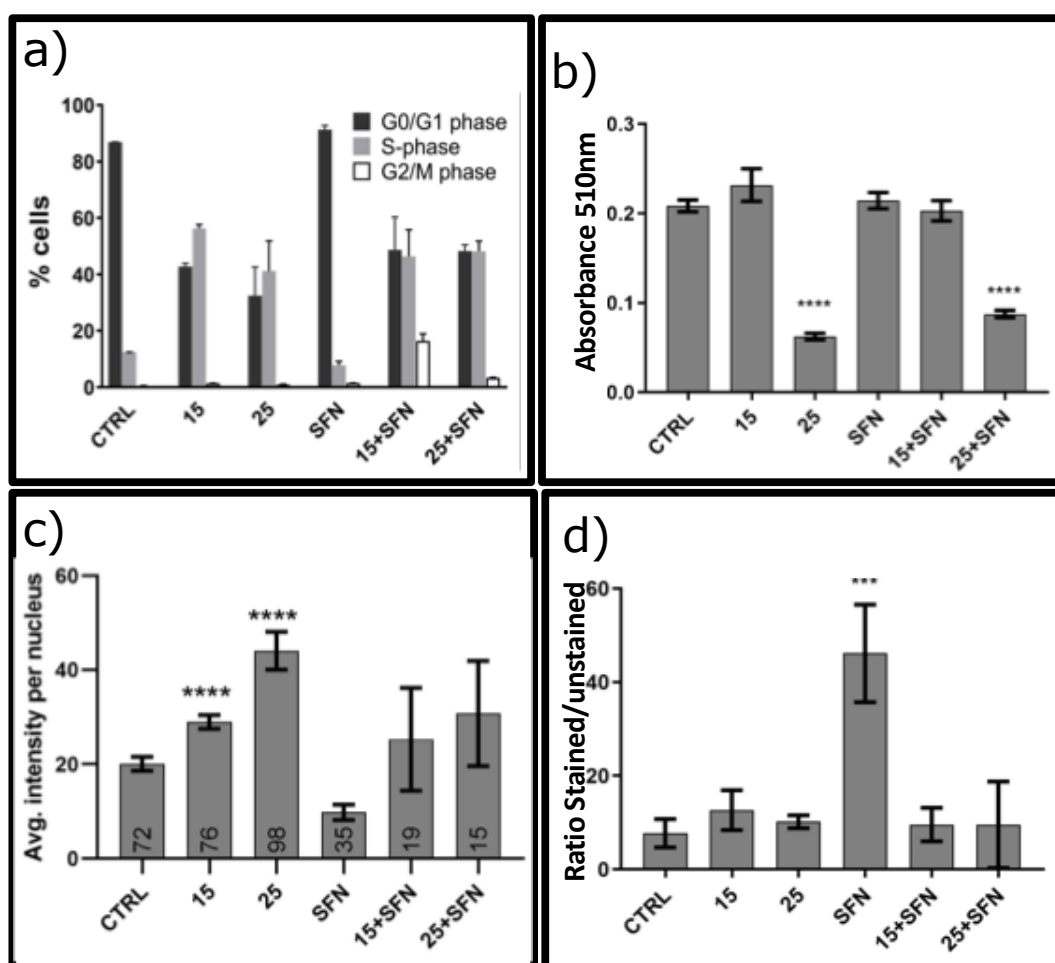 a)
100
80
60
40
20
0
% cells
G0/G1 phase
S-phase
G2/M phase
CTRL
15
25
SFN
15+SFN
25+SFN
b)
0.3
0.2
0.1
0.0
Absorbance 510nm
****
****
CTRL
15
25
SFN
15+SFN
25+SFN
c)
60
40
20
0
Avg. intensity per nucleus
****
****
72
76
98
35
19
15
CTRL
15
25
SFN
15+SFN
25+SFN
d)
60
40
20
0
Ratio Stained/unstained
***
CTRL
15
25
SFN
15+SFN
25+SFN